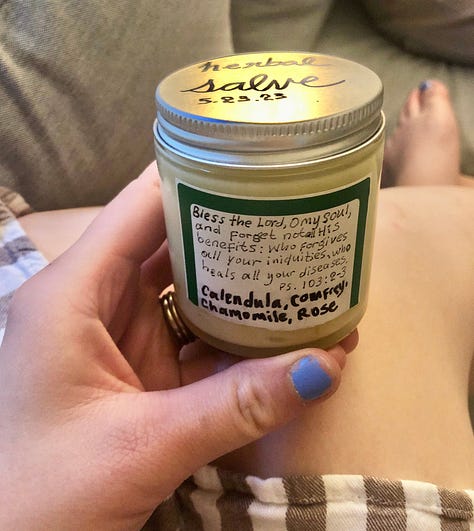 herbal
salve
5.23.23
Bless the Lord, O my soul,
and forget not all His
benefits: Who forgives
all your iniquities, who
heals all your diseases.
PS. 103:2-3
Calendula, Comfrey,
Chamomile, Rose